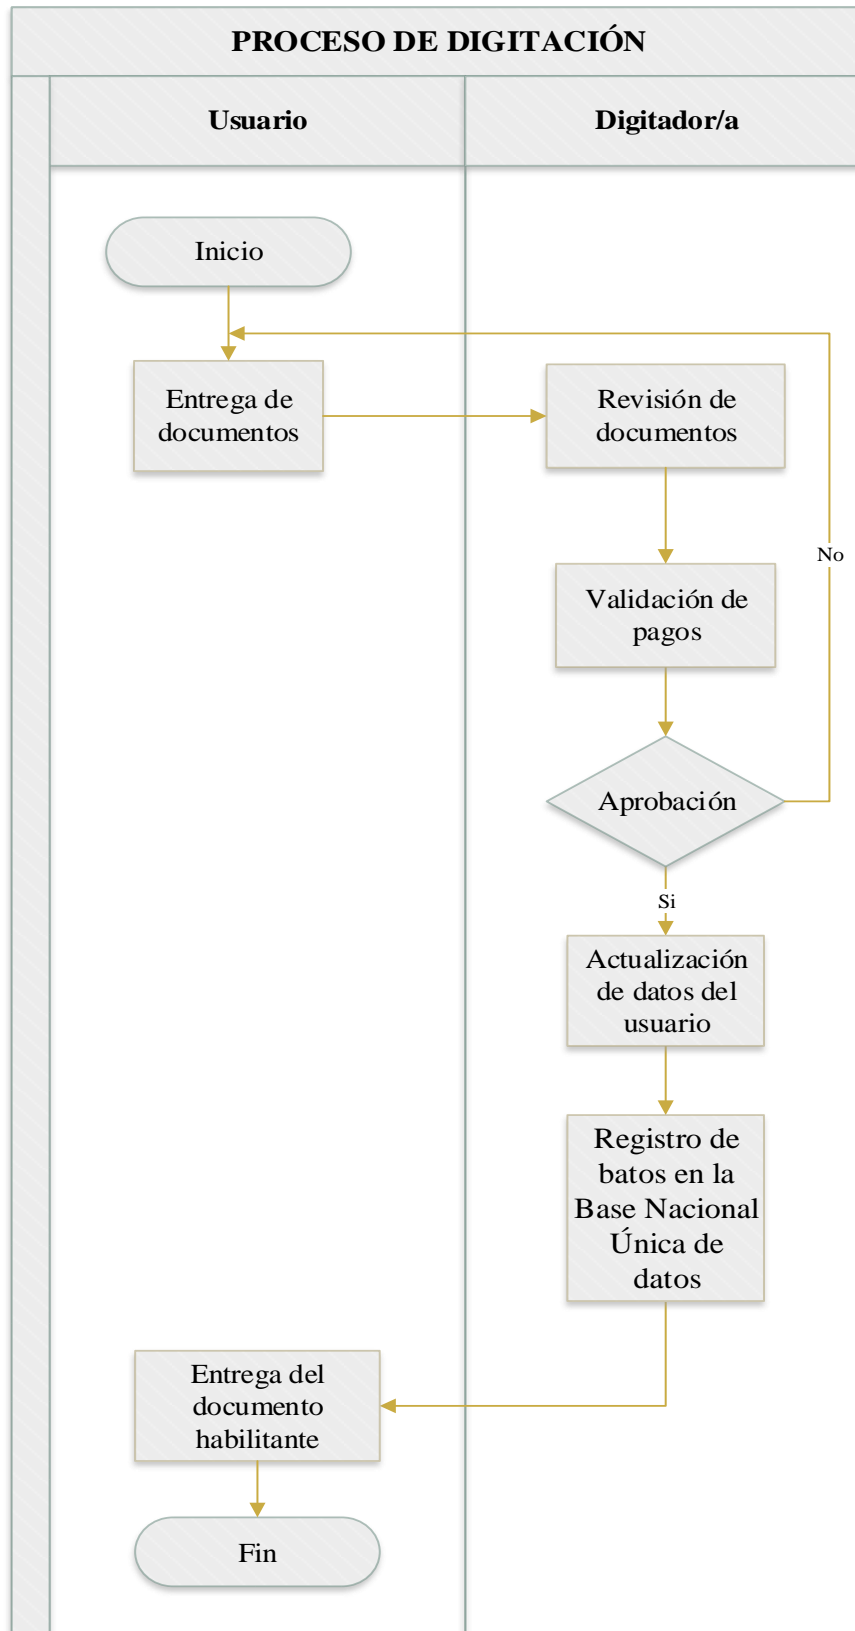 PROCESO DE DIGITACIÓN
Usuario
Digitador/a
Inicio
Entrega de
documentos
Revisión de
documentos
No
Validación de
pagos
Aprobación
Si
Actualización
de datos del
usuario
Registro de
batos en la
Base Nacional
Única de
datos
Entrega del
documento
habilitante
Fin